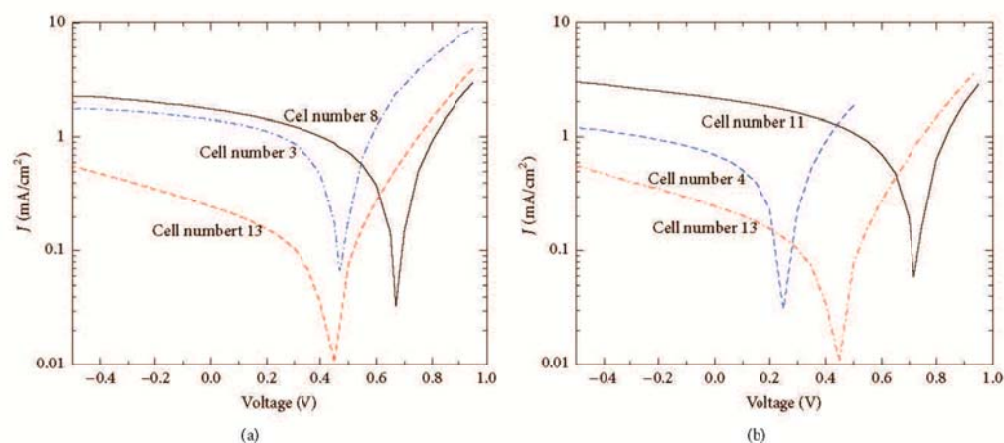 10
1
0.1
0.01
J (mA/cm²)
Cel number 8
Cell number 3
Cell numbert 13
−0.4 −0.2 0.0 0.2 0.4 0.6 0.8 1.0
Voltage (V)
(a)
10
1
0.1
0.01
J (mA/cm²)
Cell number 11
Cell number 4
Cell number 13
−0.4 −0.2 0.0 0.2 0.4 0.6 0.8 1.0
Voltage (V)
(b)